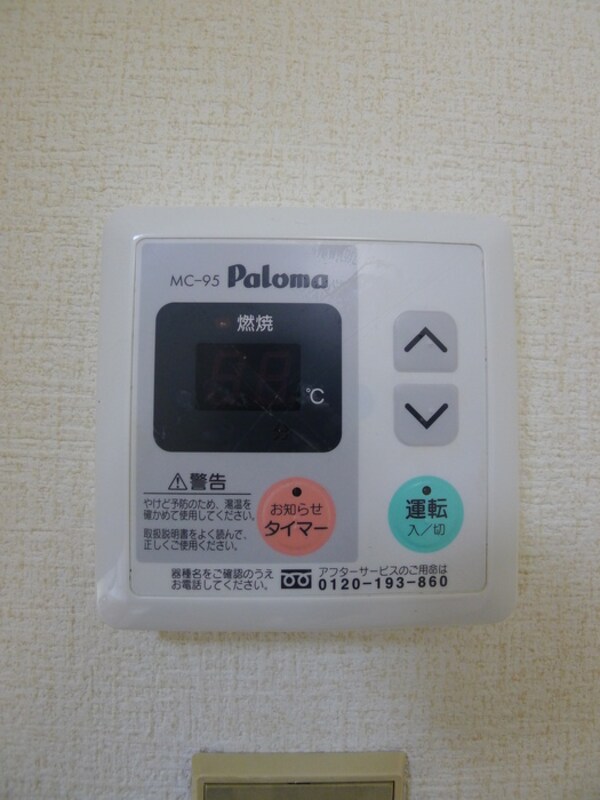 MC-95 Paloma
燃焼
℃
⚠警告
やけど予防のため、湯温を
確かめて使用してください。
取扱説明書をよく読んで、
正しくご使用ください。
お知らせ
タイマー
運転
入/切
器種名をご確認のうえ
お電話してください。
アフターサービスのご用命は
0120-193-860